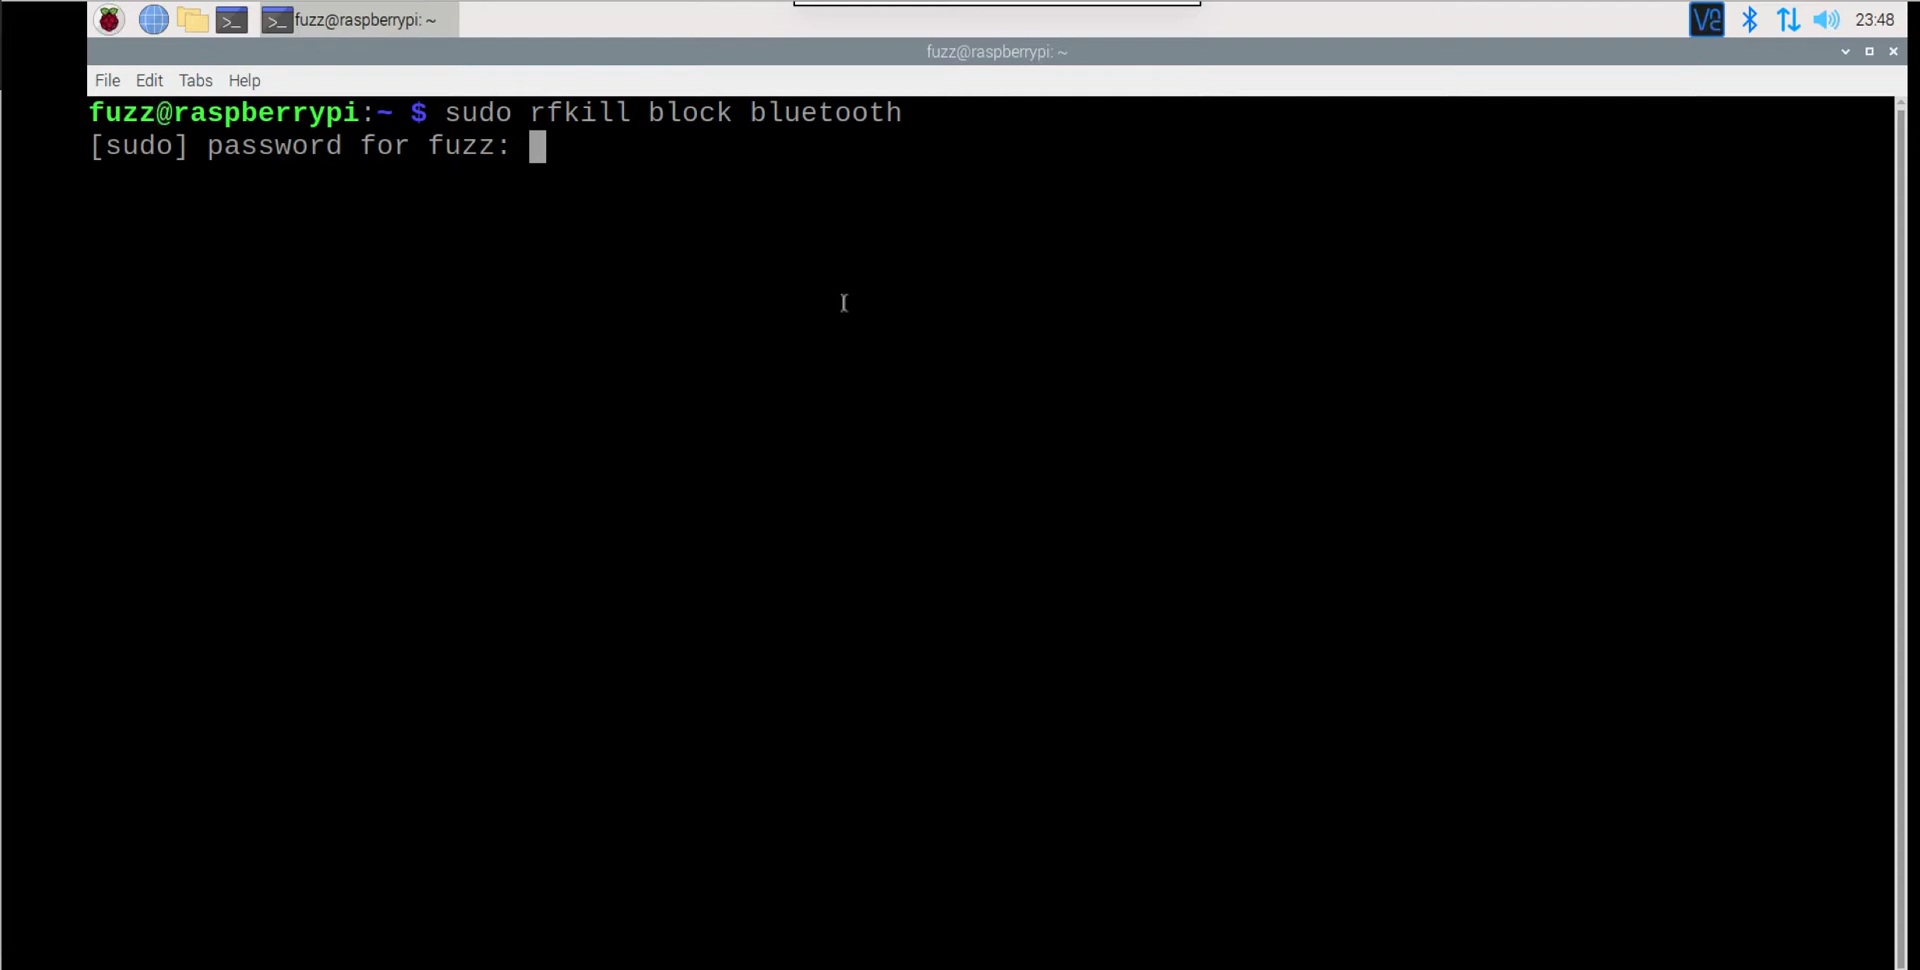 fuzz@raspberrypi: ~
23:48
fuzz@raspberrypi: ~
File Edit Tabs Help
fuzz@raspberrypi:~ $ sudo rfkill block bluetooth
[sudo] password for fuzz: